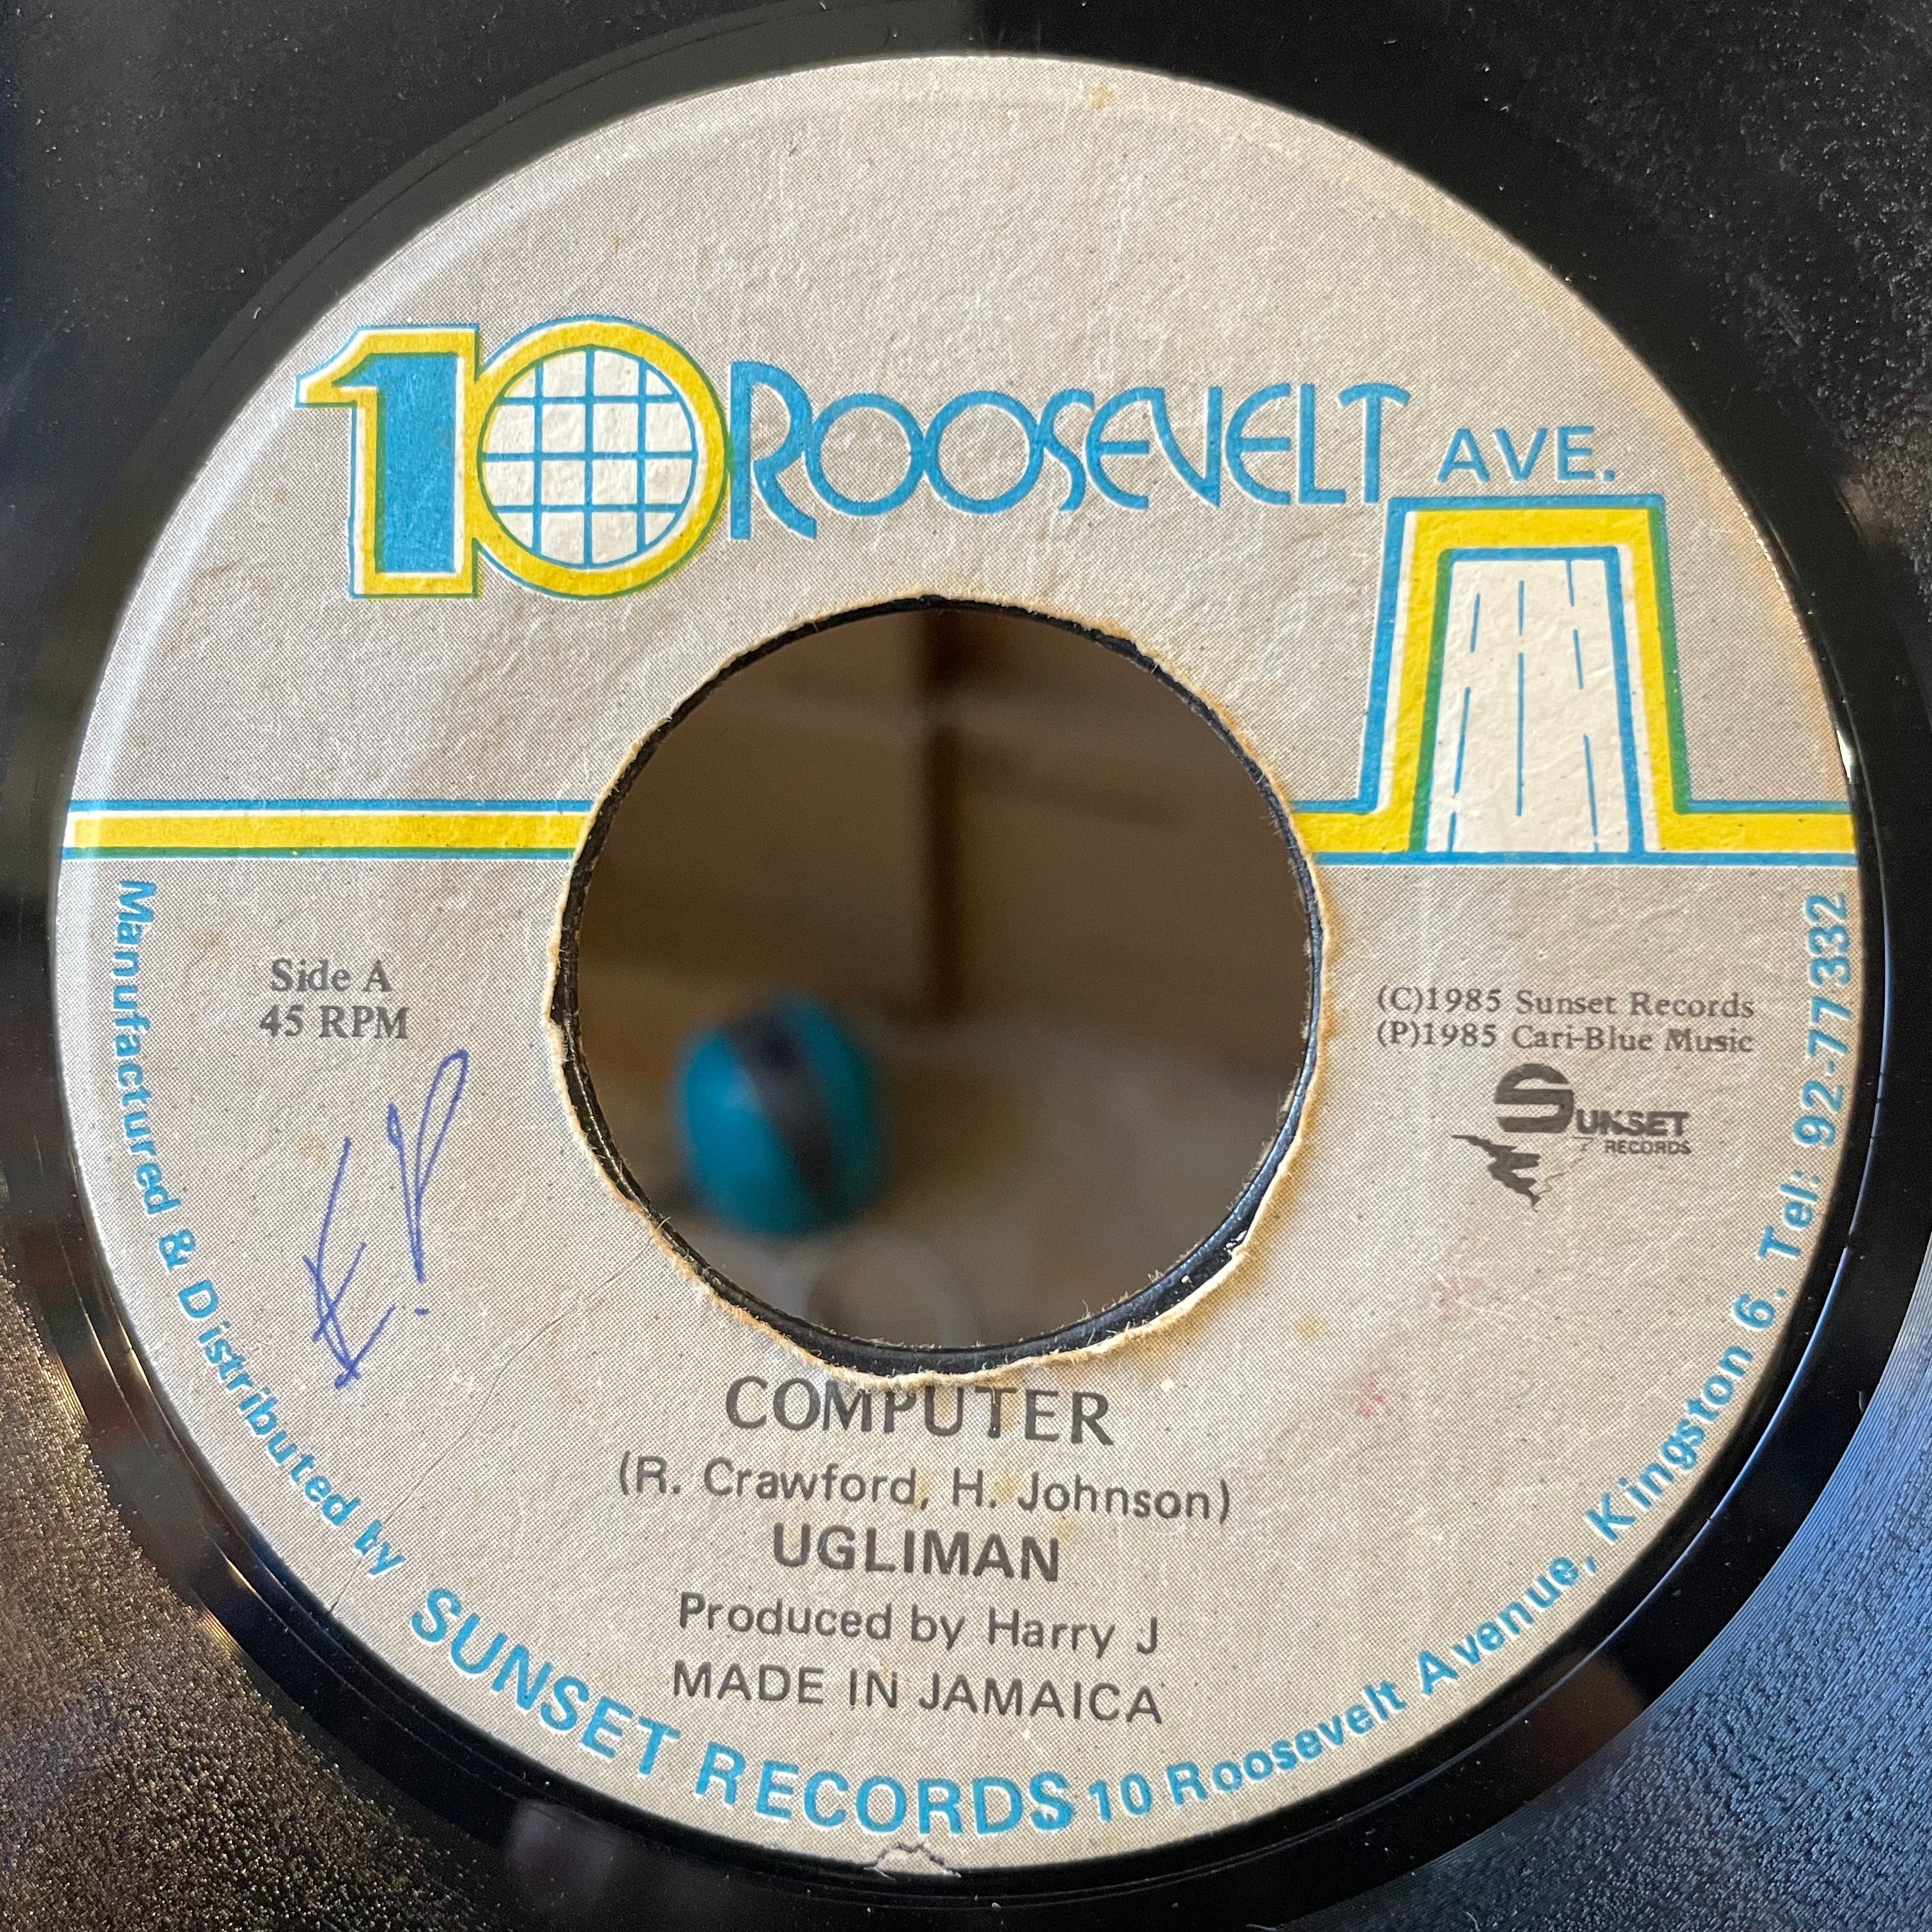 10 ROOSEVELT AVE.
Side A
45 RPM
(C)1985 Sunset Records
(P)1985 Cari-Blue Music
SUNSET
RECORDS
COMPUTER
(R. Crawford, H. Johnson)
UGLIMAN
Produced by Harry J
MADE IN JAMAICA
Manufactured & Distributed by SUNSET RECORDS 10 Roosevelt Avenue, Kingston 6. Tel: 92-77332